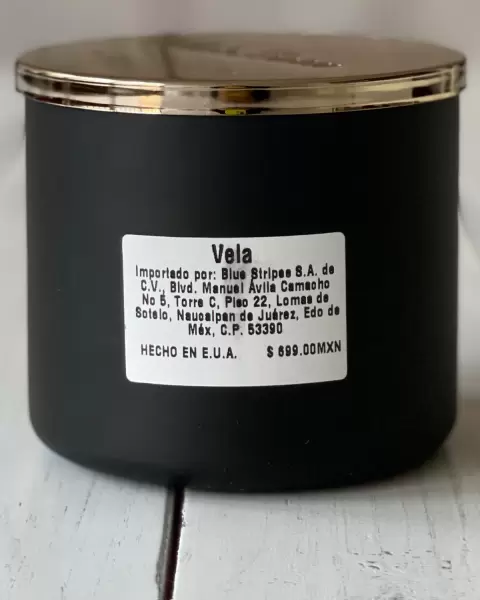 Vela
Importado por: Blue Stripes S.A. de
C.V., Blvd. Manuel Ávila Camacho
No 5, Torre C, Piso 22, Lomas de
Sotelo, Naucalpan de Juárez, Edo de
Méx, C.P. 53390
HECHO EN E.U.A. $ 699.00MXN